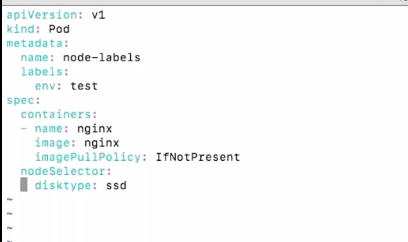 apiVersion: v1
kind: Pod
metadata:
  name: node-labels
  labels:
    env: test
spec:
  containers:
  - name: nginx
    image: nginx
    imagePullPolicy: IfNotPresent
  nodeSelector:
    disktype: ssd
~
~
~
~